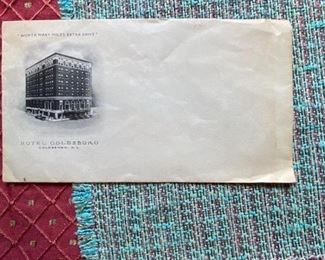 "WORTH MANY MILES EXTRA DRIVE"
HOTEL GOLDSBORO
GOLDSBORO, N.C.